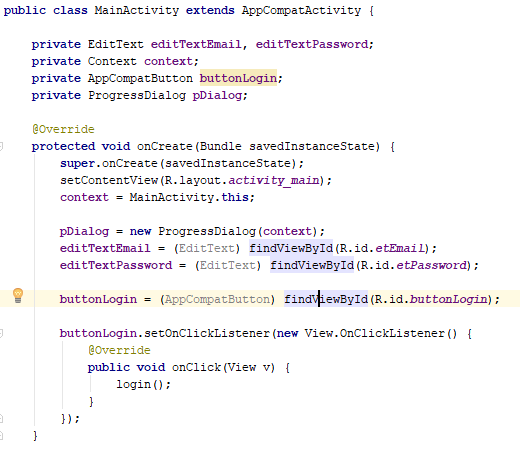 public class MainActivity extends AppCompatActivity {
private EditText editTextEmail, editTextPassword;
private Context context;
private AppCompatButton buttonLogin;
private ProgressDialog pDialog;
@Override
protected void onCreate(Bundle savedInstanceState) {
super.onCreate(savedInstanceState);
setContentView(R.layout.activity_main);
context = MainActivity.this;
pDialog = new ProgressDialog(context);
editTextEmail = (EditText) findViewById(R.id.etEmail);
editTextPassword = (EditText) findViewById(R.id.etPassword);
buttonLogin = (AppCompatButton) findViewById(R.id.buttonLogin);
buttonLogin.setOnClickListener(new View.OnClickListener() {
@Override
public void onClick(View v) {
login();
}
});
}